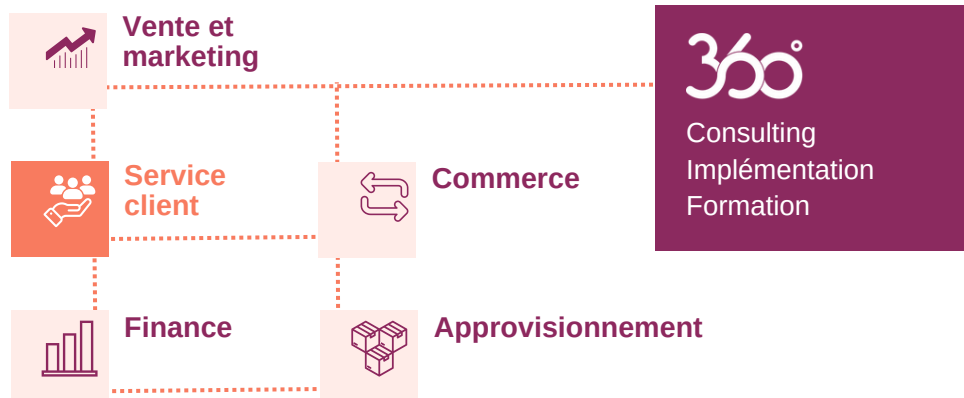 Vente et
marketing
360°
Consulting
Implémentation
Formation
Service
client
Commerce
Finance
Approvisionnement